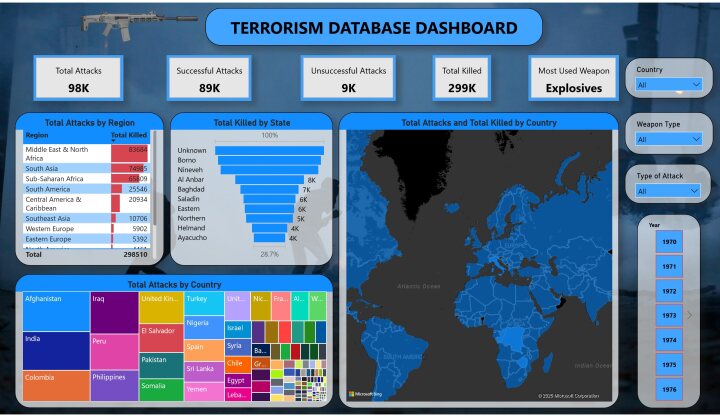 TERRORISM DATABASE DASHBOARD
Total Attacks
98K
Successful Attacks
89K
Unsuccessful Attacks
9K
Total Killed
299K
Most Used Weapon
Explosives
Country
All
Weapon Type
All
Type of Attack
All
Year
1970
1971
1972
1973
1974
1975
1976
Total Attacks by Region
Region Total Killed
Middle East & North 83684
Africa
South Asia 74985
Sub-Saharan Africa 65809
South America 25546
Central America & 20934
Caribbean
Southeast Asia 10706
Western Europe 5902
Eastern Europe 5392
Total 298510
Total Killed by State
100%
Unknown
Borno
Nineveh
Al Anbar 8K
Baghdad 7K
Saladin 6K
Eastern 6K
Northern 5K
Helmand 4K
Ayacucho 4K
28.7%
Total Attacks and Total Killed by Country
Atlantic Ocean
EUROPE
AFRICA
SOUTH AMERICA
Indian Ocean
Microsoft Bing
© 2025 Microsoft Corporation
Total Attacks by Country
Afghanistan
India
Colombia
Iraq
Peru
Philippines
United Kin...
El Salvador
Pakistan
Somalia
Turkey
Nigeria
Spain
Sri Lanka
Yemen
Unit...
Israel
Syria
Chile
Egypt
Leba...
Nic...
Ba...
Gr...
Fra...
Al...
W...